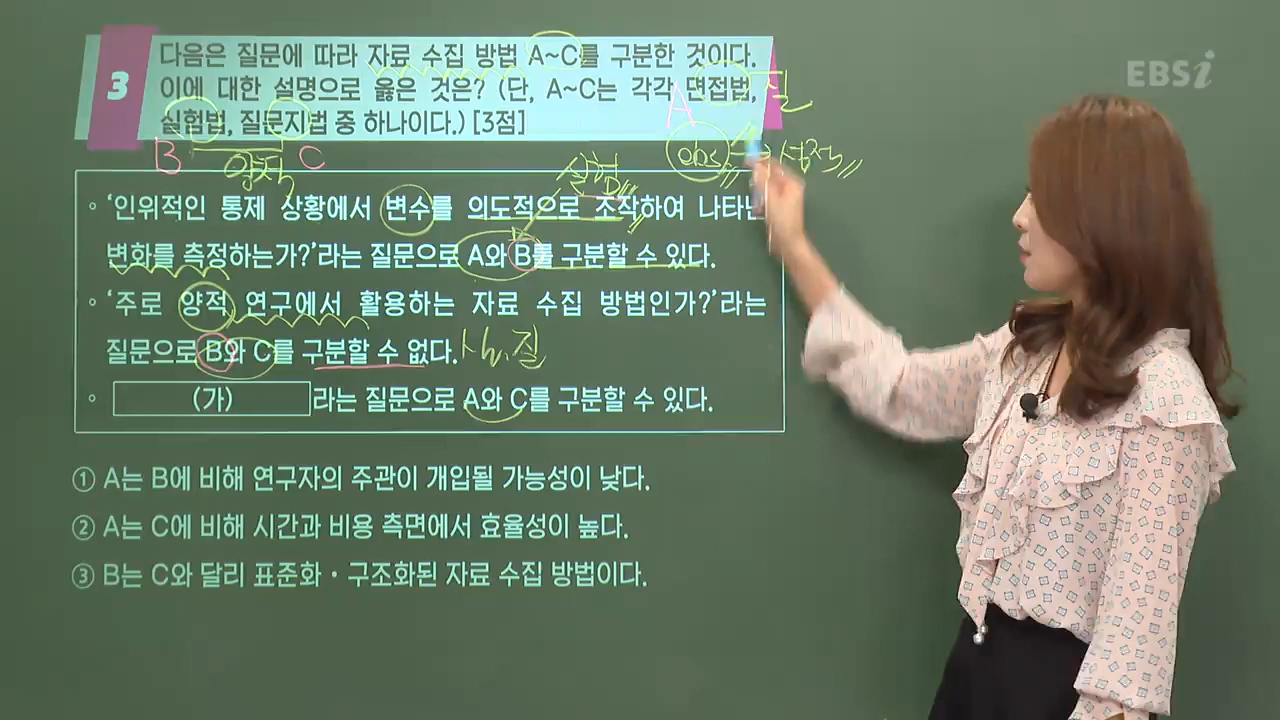 EBSi
3
다음은 질문에 따라 자료 수집 방법 A~C를 구분한 것이다.
이에 대한 설명으로 옳은 것은? (단, A~C는 각각 면접법,
실험법, 질문지법 중 하나이다.) [3점]
A 질
B 양적 C
실험
‘인위적인 통제 상황에서 변수를 의도적으로 조작하여 나타난
변화를 측정하는가?’라는 질문으로 A와 B를 구분할 수 있다.
‘주로 양적 연구에서 활용하는 자료 수집 방법인가?’라는
질문으로 B와 C를 구분할 수 없다. 질
(가) 라는 질문으로 A와 C를 구분할 수 있다.
① A는 B에 비해 연구자의 주관이 개입될 가능성이 낮다.
② A는 C에 비해 시간과 비용 측면에서 효율성이 높다.
③ B는 C와 달리 표준화·구조화된 자료 수집 방법이다.